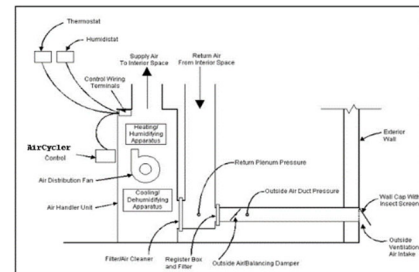 Thermostat
Humidistat
Supply Air
To Interior Space
Return Air
From Interior Space
Control Wiring
Terminals
AirCycler
Control
Heating/
Humidifying
Apparatus
Air Distribution Fan
Cooling/
Dehumidifying
Apparatus
Air Handler Unit
Filter/Air Cleaner
Register Box
and Filter
Return Plenum Pressure
Outside Air Duct Pressure
Outside Air/Balancing Damper
Exterior
Wall
Wall Cap With
Insect Screen
Outside
Ventilation
Air Intake